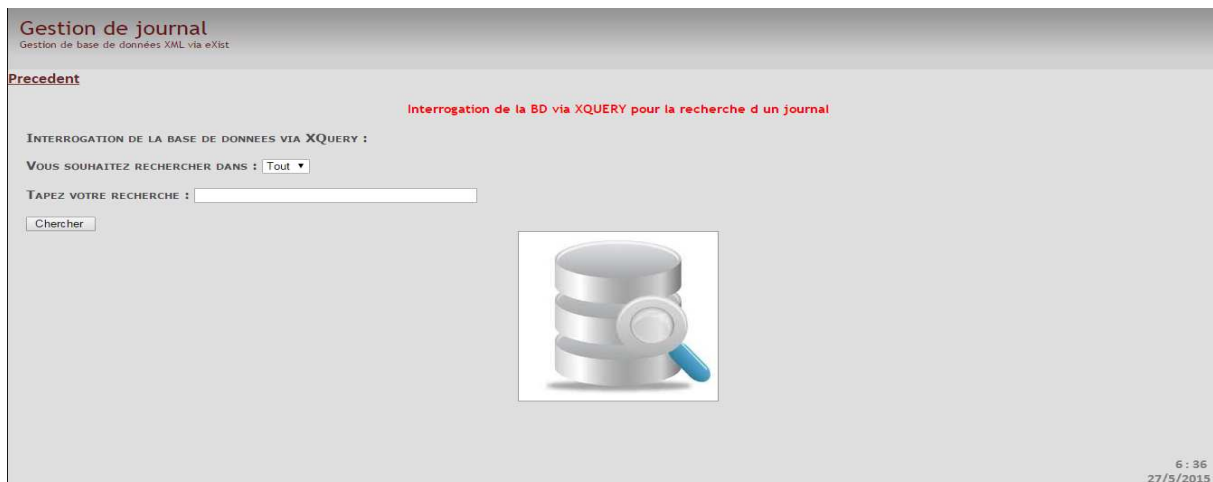 Gestion de journal
Gestion de base de données XML via eXist
Precedent
Interrogation de la BD via XQUERY pour la recherche d un journal
Interrogation de la base de donnees via XQuery :
Vous souhaitez rechercher dans : Tout
Tapez votre recherche :
Chercher
6 : 36
27/5/2015